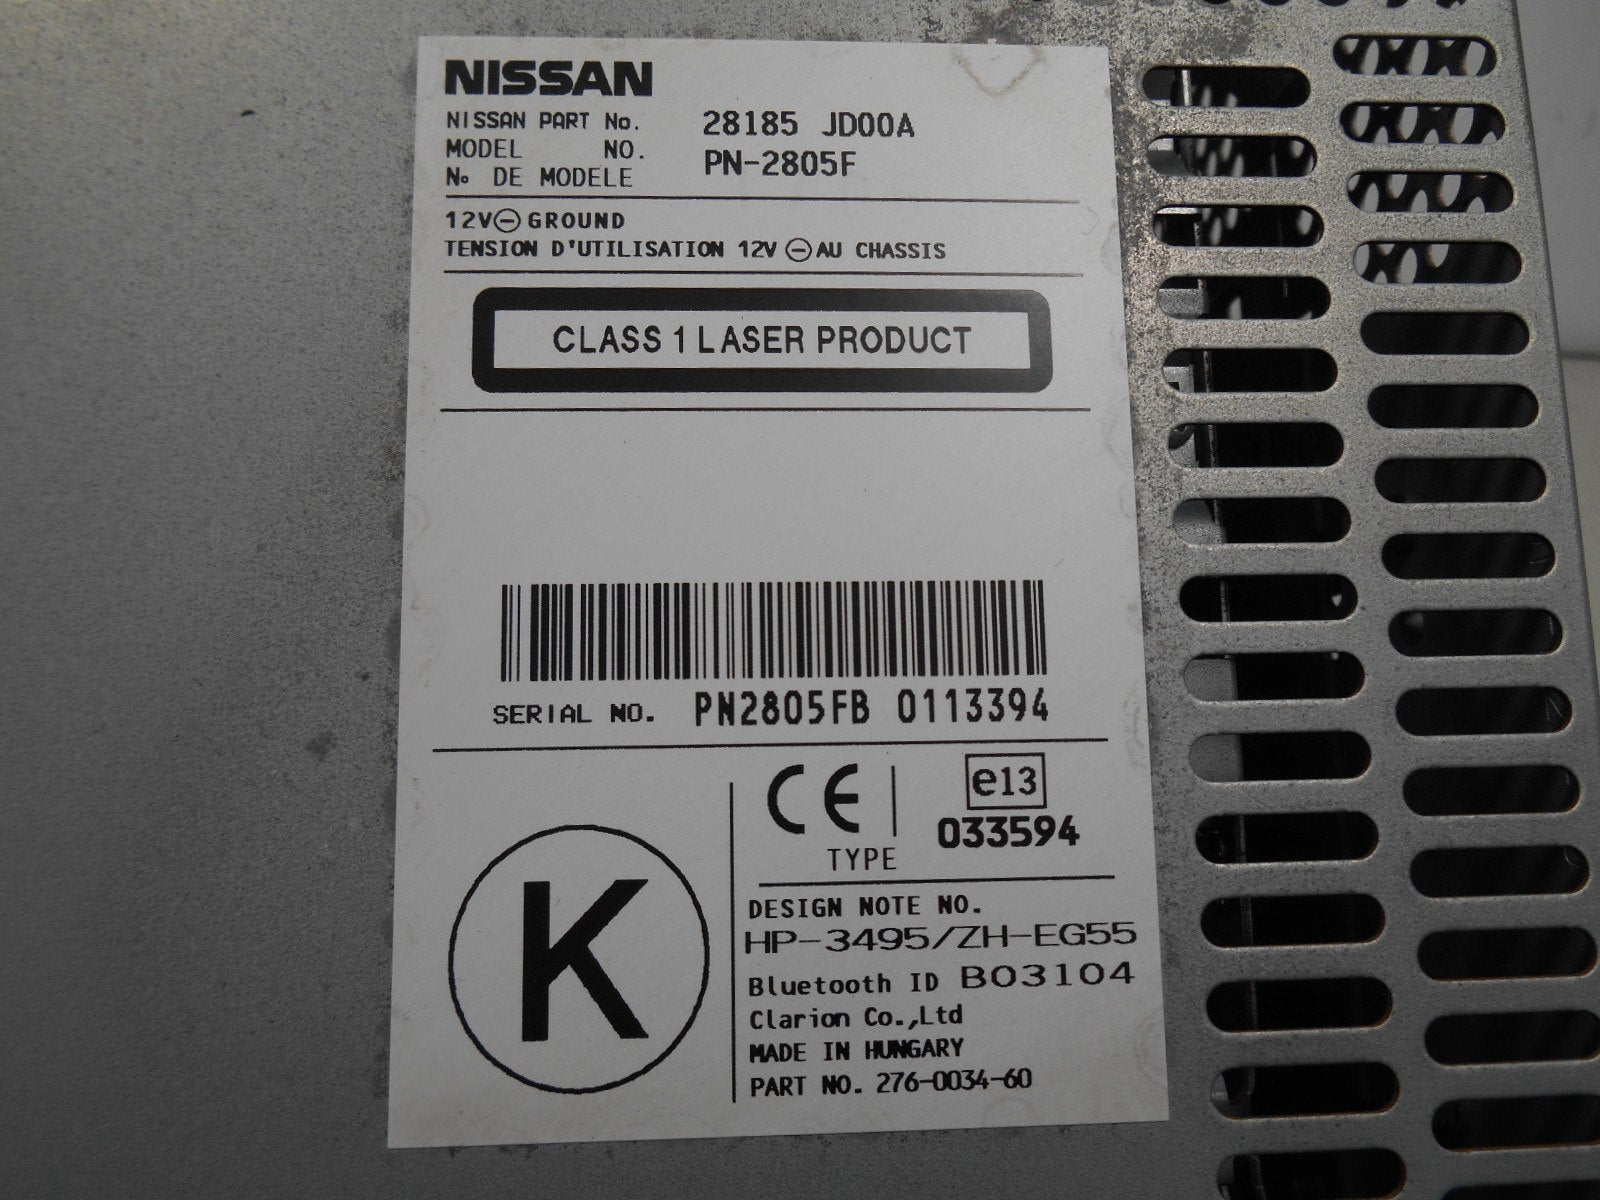 NISSAN
NISSAN PART No. 28185 JD00A
MODEL NO. PN-2805F
No DE MODELE
12V⊖GROUND
TENSION D'UTILISATION 12V ⊖AU CHASSIS
CLASS 1 LASER PRODUCT
SERIAL NO. PN2805FB 0113394
CE e13
033594
TYPE
K
DESIGN NOTE NO.
HP-3495/ZH-EG55
Bluetooth ID B03104
Clarion Co.,Ltd
MADE IN HUNGARY
PART NO. 276-0034-60